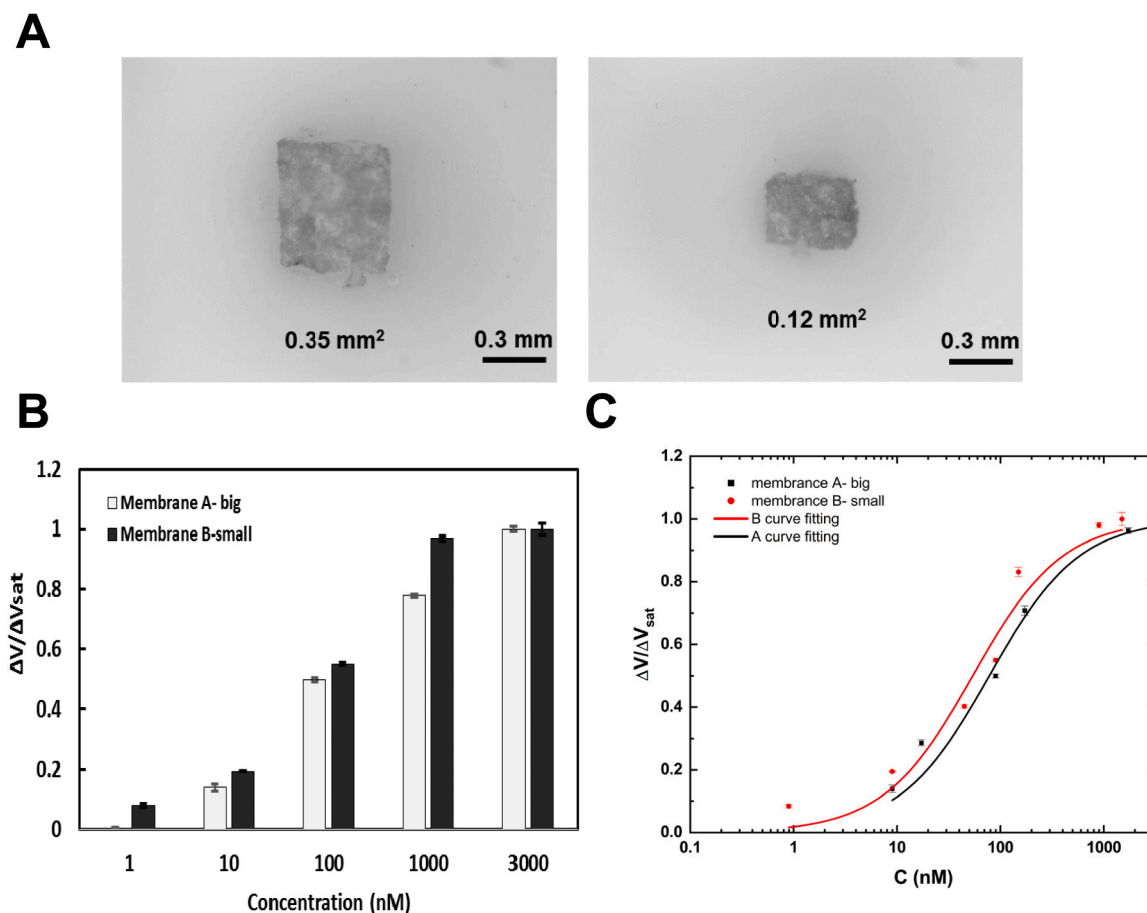 A
0.35 mm²
0.3 mm
0.12 mm²
0.3 mm
B
1.2
1
0.8
0.6
0.4
0.2
0
ΔV/ΔVsat
Membrane A- big
Membrane B-small
1 10 100 1000 3000
Concentration (nM)
C
1.2
1.0
0.8
0.6
0.4
0.2
0.0
ΔV/ΔVsat
membrance A- big
membrance B- small
B curve fitting
A curve fitting
0.1 1 10 100 1000
C (nM)